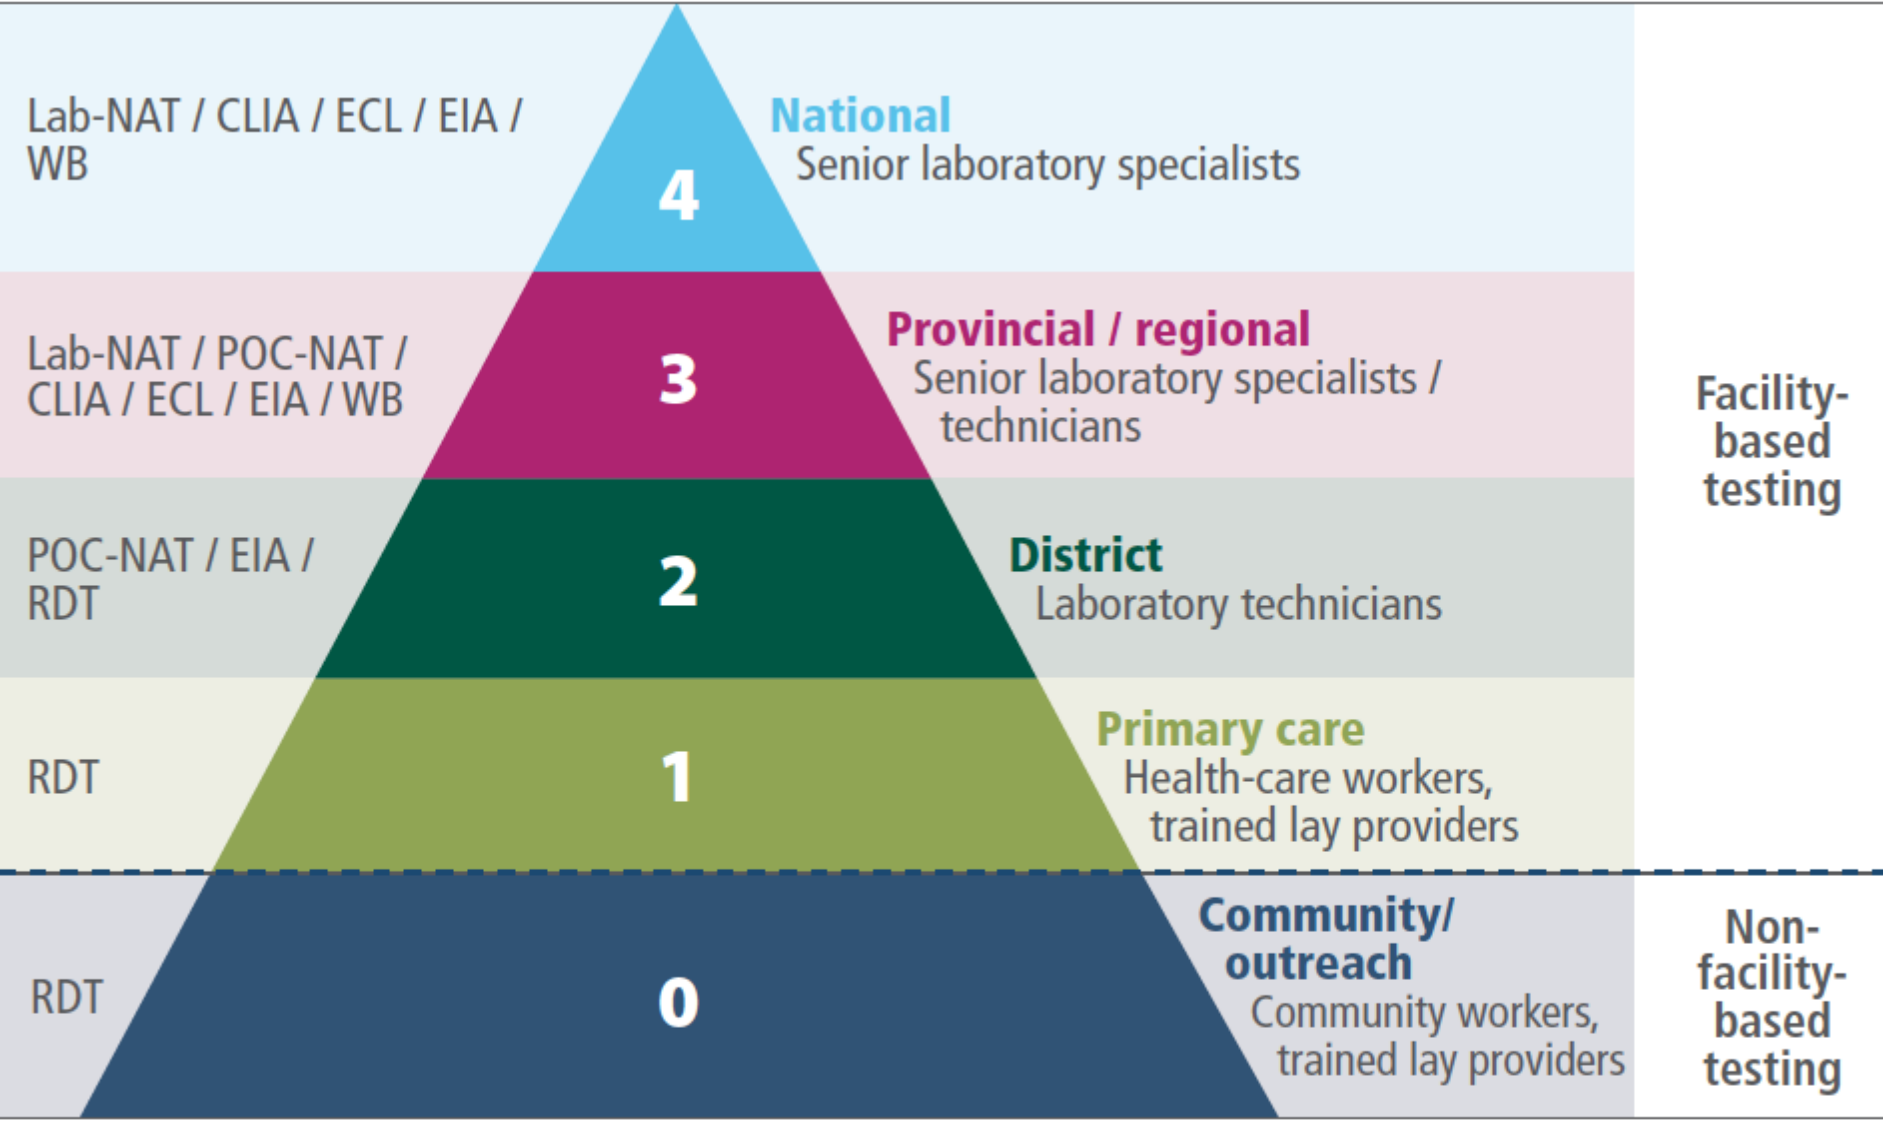 Lab-NAT / CLIA / ECL / EIA /
WB
4
National
Senior laboratory specialists
Lab-NAT / POC-NAT /
CLIA / ECL / EIA / WB
3
Provincial / regional
Senior laboratory specialists /
technicians
POC-NAT / EIA /
RDT
2
District
Laboratory technicians
RDT
1
Primary care
Health-care workers,
trained lay providers
Facility-
based
testing
RDT
0
Community/
outreach
Community workers,
trained lay providers
Non-
facility-
based
testing